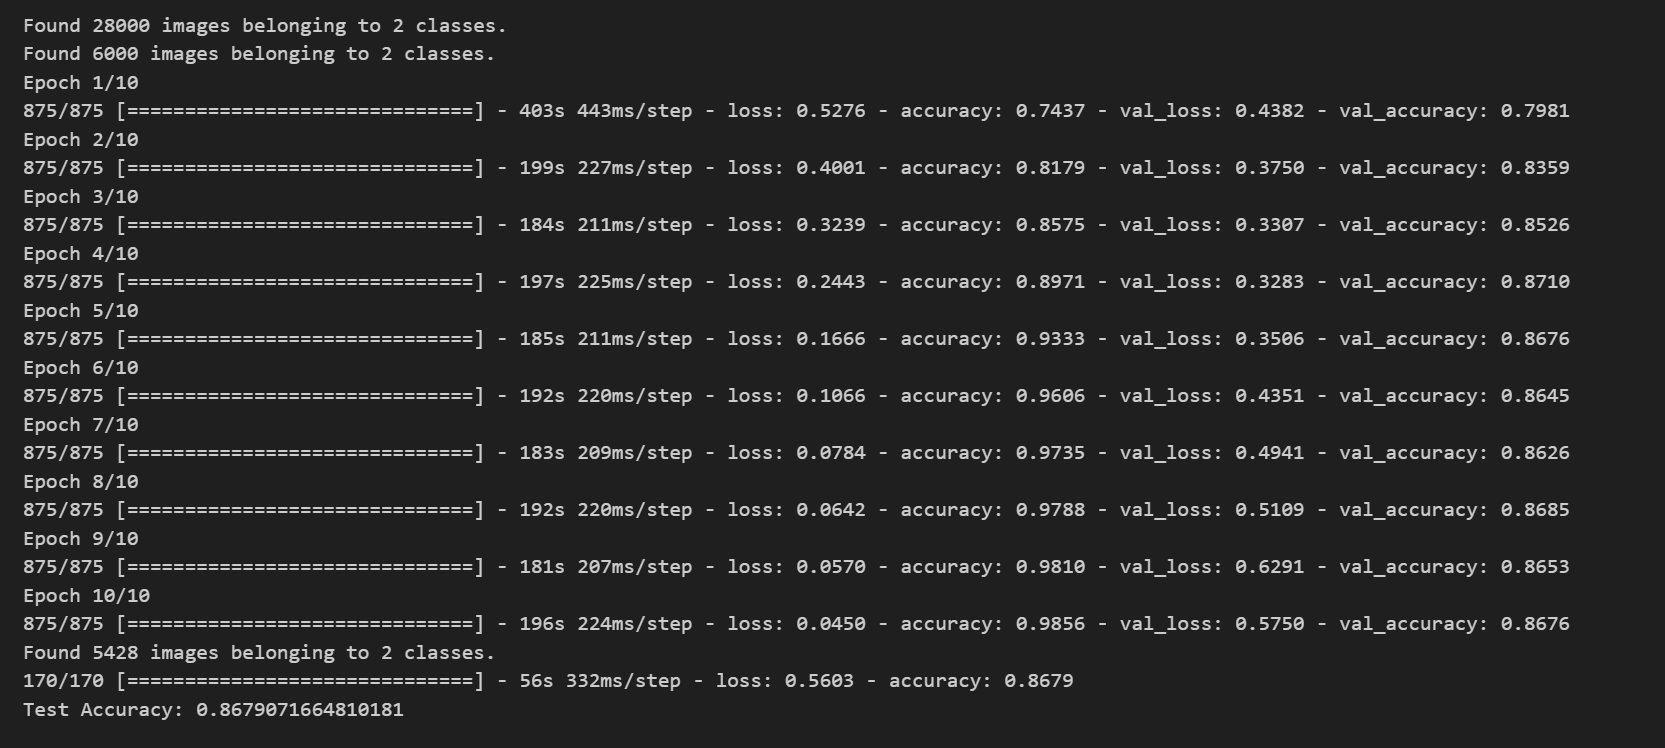 Found 28000 images belonging to 2 classes.
Found 6000 images belonging to 2 classes.
Epoch 1/10
875/875 [==============================] - 403s 443ms/step - loss: 0.5276 - accuracy: 0.7437 - val_loss: 0.4382 - val_accuracy: 0.7981
Epoch 2/10
875/875 [==============================] - 199s 227ms/step - loss: 0.4001 - accuracy: 0.8179 - val_loss: 0.3750 - val_accuracy: 0.8359
Epoch 3/10
875/875 [==============================] - 184s 211ms/step - loss: 0.3239 - accuracy: 0.8575 - val_loss: 0.3307 - val_accuracy: 0.8526
Epoch 4/10
875/875 [==============================] - 197s 225ms/step - loss: 0.2443 - accuracy: 0.8971 - val_loss: 0.3283 - val_accuracy: 0.8710
Epoch 5/10
875/875 [==============================] - 185s 211ms/step - loss: 0.1666 - accuracy: 0.9333 - val_loss: 0.3506 - val_accuracy: 0.8676
Epoch 6/10
875/875 [==============================] - 192s 220ms/step - loss: 0.1066 - accuracy: 0.9606 - val_loss: 0.4351 - val_accuracy: 0.8645
Epoch 7/10
875/875 [==============================] - 183s 209ms/step - loss: 0.0784 - accuracy: 0.9735 - val_loss: 0.4941 - val_accuracy: 0.8626
Epoch 8/10
875/875 [==============================] - 192s 220ms/step - loss: 0.0642 - accuracy: 0.9788 - val_loss: 0.5109 - val_accuracy: 0.8685
Epoch 9/10
875/875 [==============================] - 181s 207ms/step - loss: 0.0570 - accuracy: 0.9810 - val_loss: 0.6291 - val_accuracy: 0.8653
Epoch 10/10
875/875 [==============================] - 196s 224ms/step - loss: 0.0450 - accuracy: 0.9856 - val_loss: 0.5750 - val_accuracy: 0.8676
Found 5428 images belonging to 2 classes.
170/170 [==============================] - 56s 332ms/step - loss: 0.5603 - accuracy: 0.8679
Test Accuracy: 0.8679071664810181